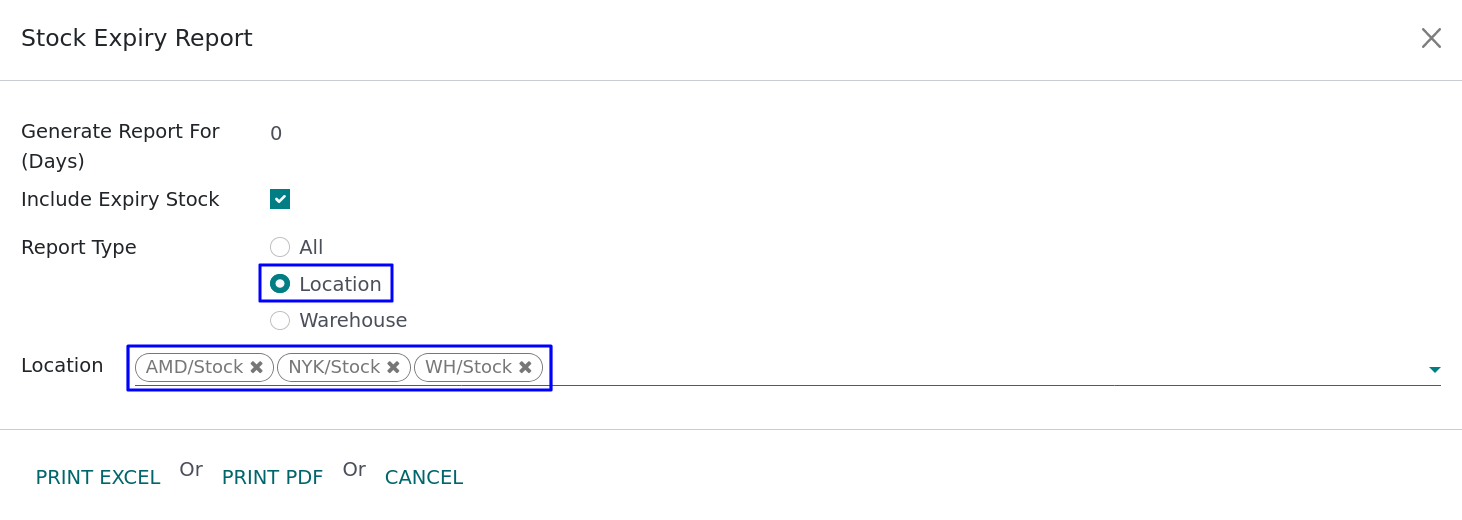 Stock Expiry Report
Generate Report For
(Days)
0
Include Expiry Stock
Report Type
All
Location
Warehouse
Location AMD/Stock NYK/Stock WH/Stock
PRINT EXCEL Or PRINT PDF Or CANCEL